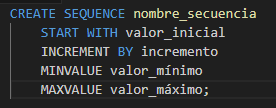 CREATE SEQUENCE nombre_secuencia
START WITH valor_inicial
INCREMENT BY incremento
MINVALUE valor_mínimo
MAXVALUE valor_máximo;